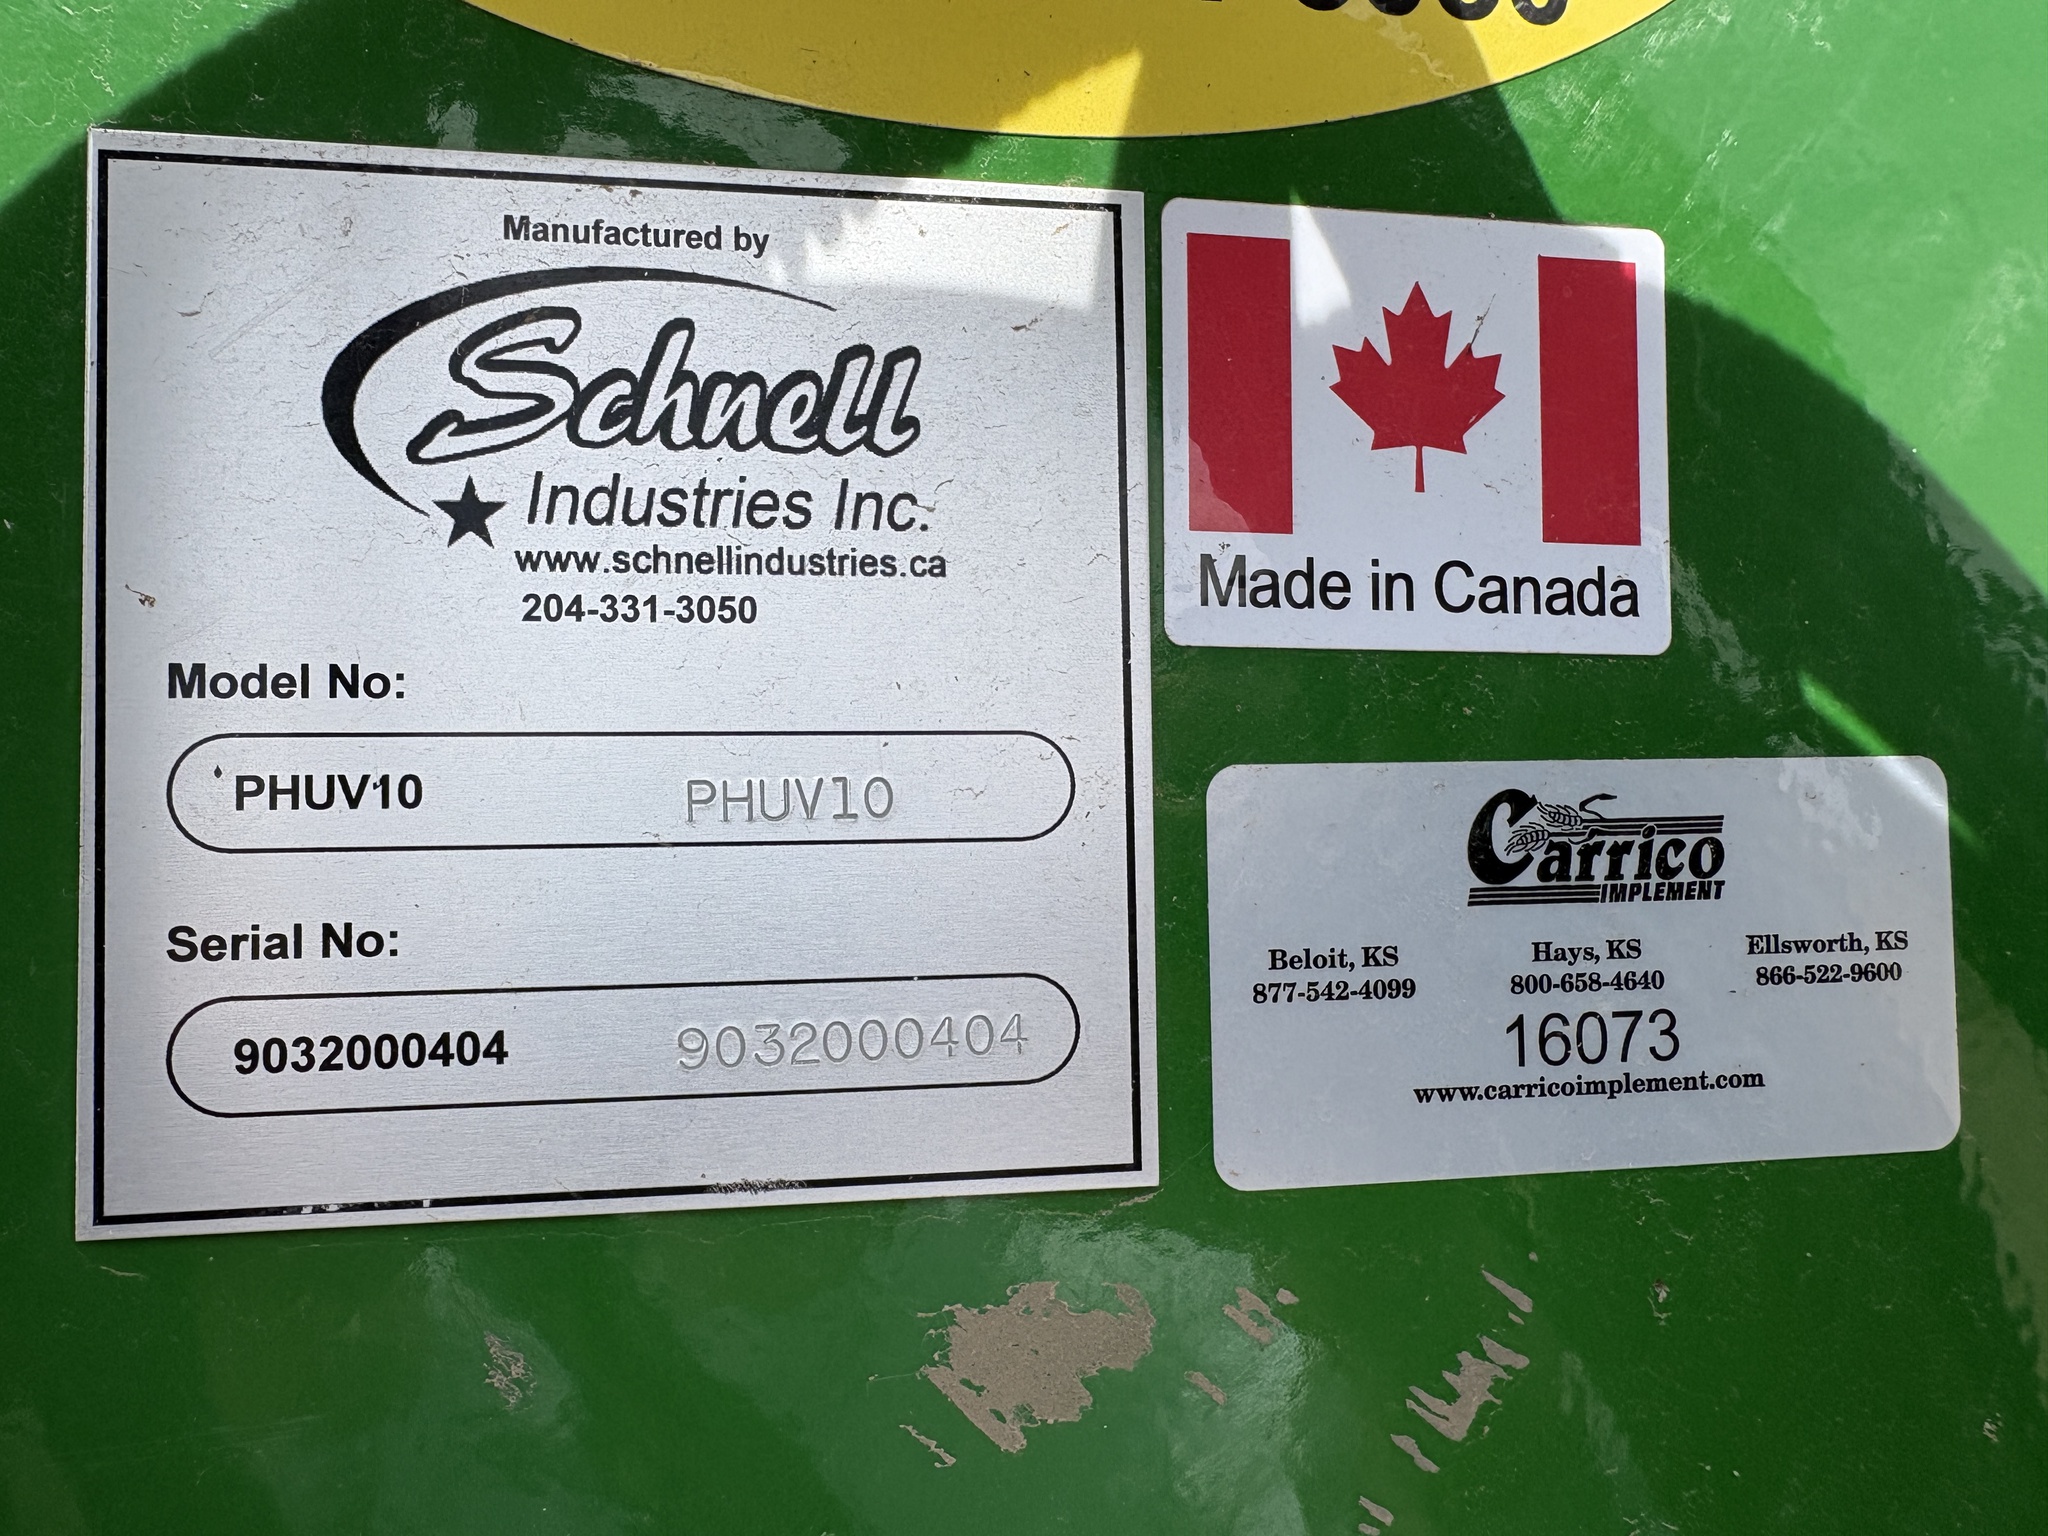 Manufactured by
Schnell
Industries Inc.
www.schnellindustries.ca
204-331-3050
Model No:
PHUV10 PHUV10
Serial No:
9032000404 9032000404
Made in Canada
Carrico
IMPLEMENT
Beloit, KS Hays, KS Ellsworth, KS
877-542-4099 800-658-4640 866-522-9600
16073
www.carricoimplement.com